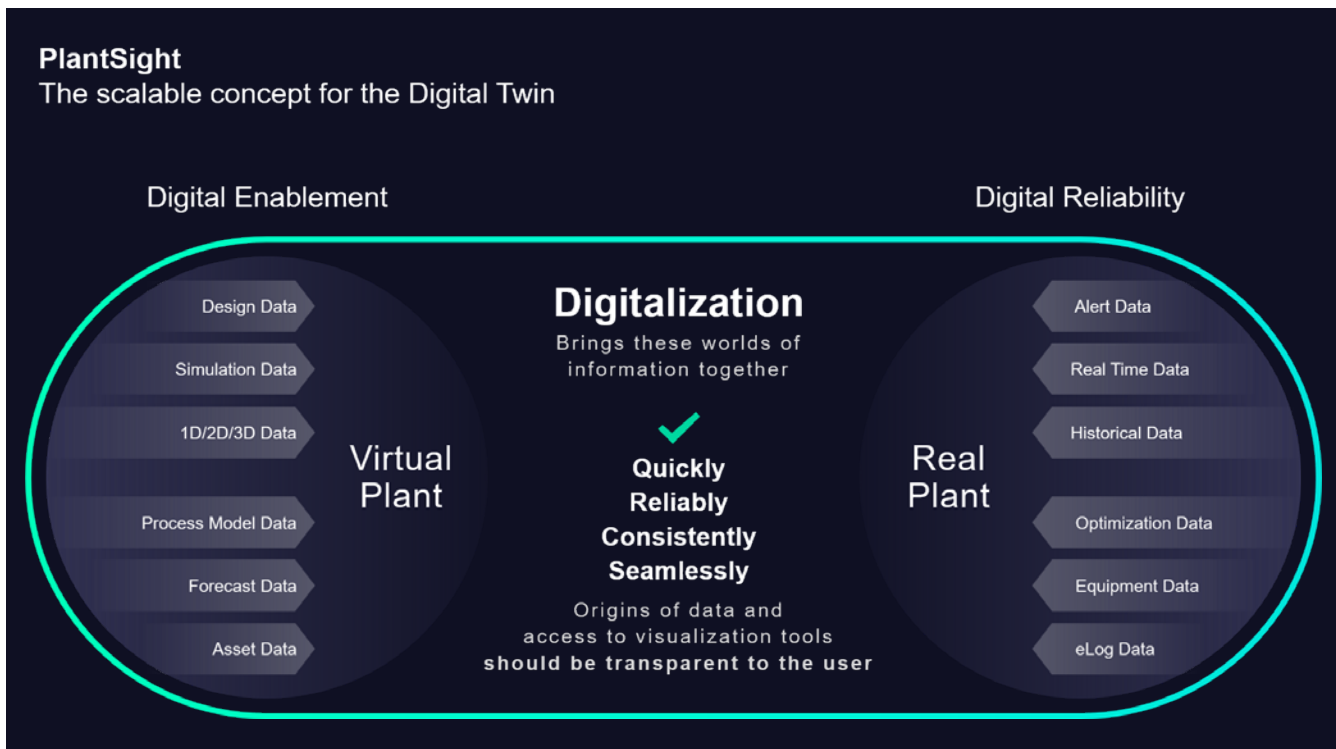 PlantSight
The scalable concept for the Digital Twin
Digital Enablement
Digital Reliability
Design Data
Simulation Data
1D/2D/3D Data
Process Model Data
Forecast Data
Asset Data
Virtual
Plant
Digitalization
Brings these worlds of
information together
Quickly
Reliably
Consistently
Seamlessly
Origins of data and
access to visualization tools
should be transparent to the user
Real
Plant
Alert Data
Real Time Data
Historical Data
Optimization Data
Equipment Data
eLog Data